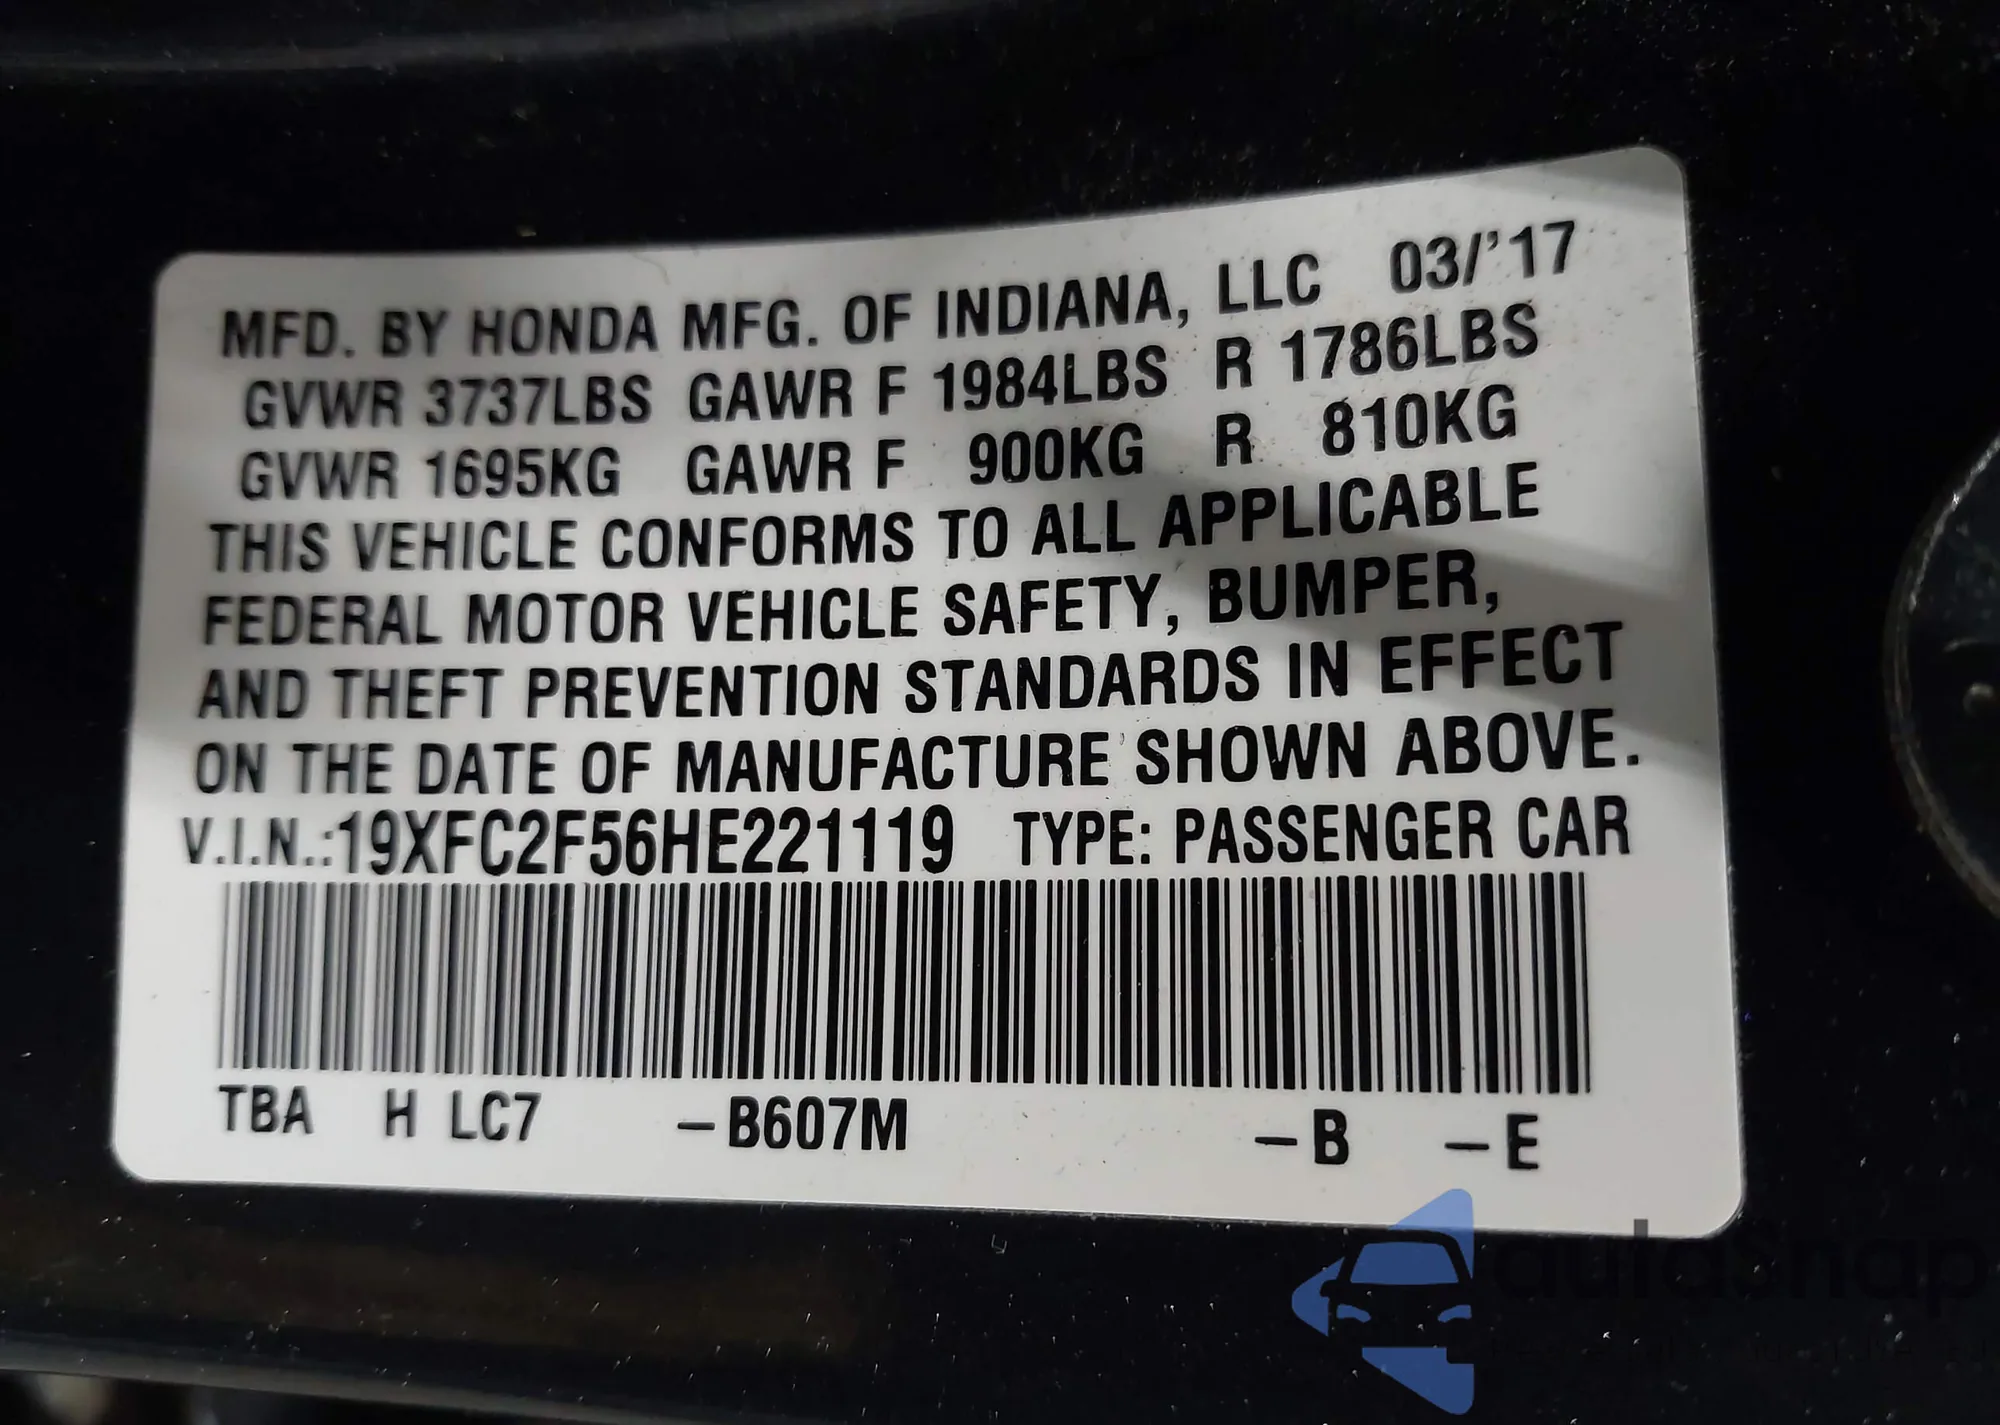 MFD. BY HONDA MFG. OF INDIANA, LLC 03/'17
GVWR 3737LBS GAWR F 1984LBS R 1786LBS
GVWR 1695KG GAWR F 900KG R 810KG
THIS VEHICLE CONFORMS TO ALL APPLICABLE
FEDERAL MOTOR VEHICLE SAFETY, BUMPER,
AND THEFT PREVENTION STANDARDS IN EFFECT
ON THE DATE OF MANUFACTURE SHOWN ABOVE.
V.I.N.:19XFC2F56HE221119 TYPE: PASSENGER CAR
TBA H LC7 –B607M –B –E
autosnap